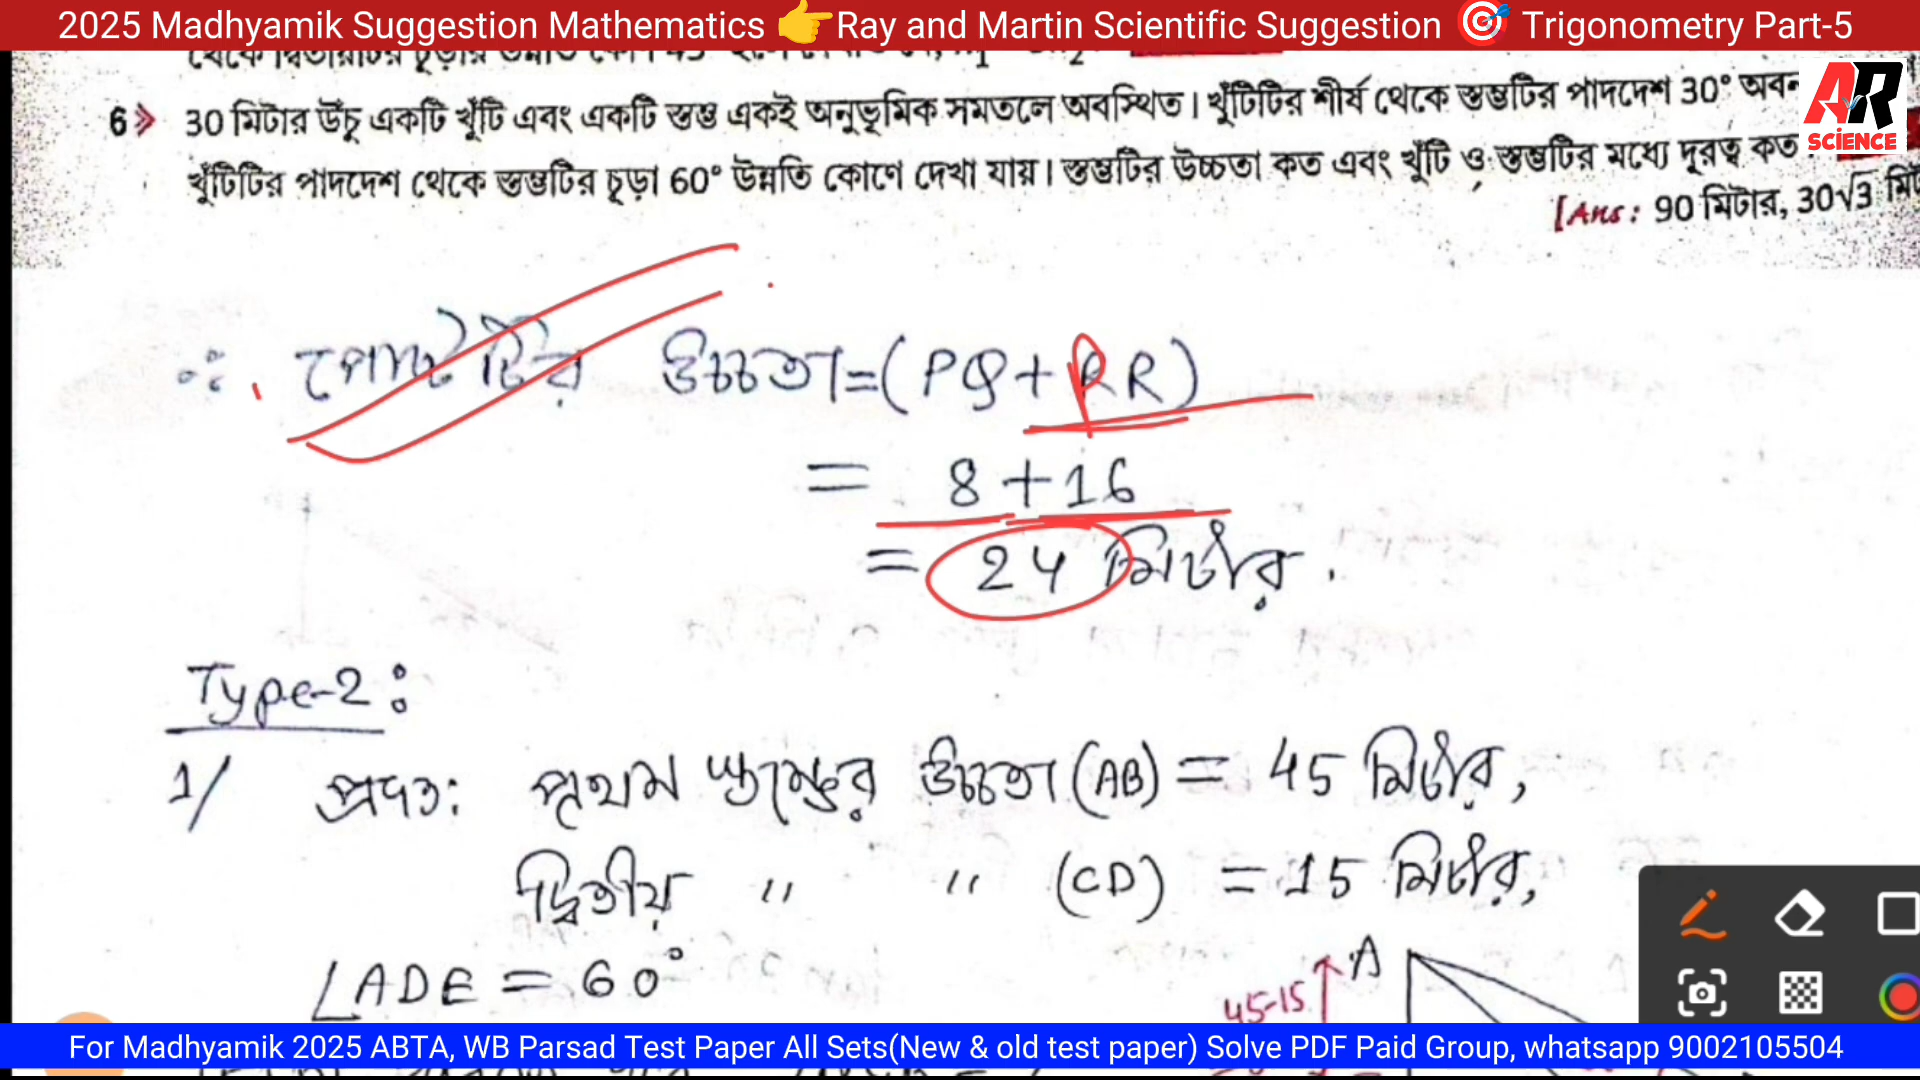 2025 Madhyamik Suggestion Mathematics 👉Ray and Martin Scientific Suggestion 🎯 Trigonometry Part-5
6» 30 মিটার উঁচু একটি খুঁটি এবং একটি স্তম্ভ একই অনুভূমিক সমতলে অবস্থিত। খুঁটিটির শীর্ষ থেকে স্তম্ভটির পাদদেশ 30°
খুঁটিটির পাদদেশ থেকে স্তম্ভটির চূড়া 60° উন্নতি কোণে দেখা যায়। স্তম্ভটির উচ্চতা কত এবং খুঁটি ও স্তম্ভটির মধ্যে দূরত্ব কত
[Ans: 90 মিটার, 30√3
AR
SCIENCE
∴ পোস্টটির উচ্চতা=(PQ+PR)
= 8+16
= 24 মিটার.
Type-2:
1/ প্রদত্ত: প্রথম স্তম্ভের উচ্চতা (AB) = 45 মিটার,
দ্বিতীয় " " (CD) = 15 মিটার,
∠ADE = 60°
A
45-15
For Madhyamik 2025 ABTA, WB Parsad Test Paper All Sets(New & old test paper) Solve PDF Paid Group, whatsapp 9002105504